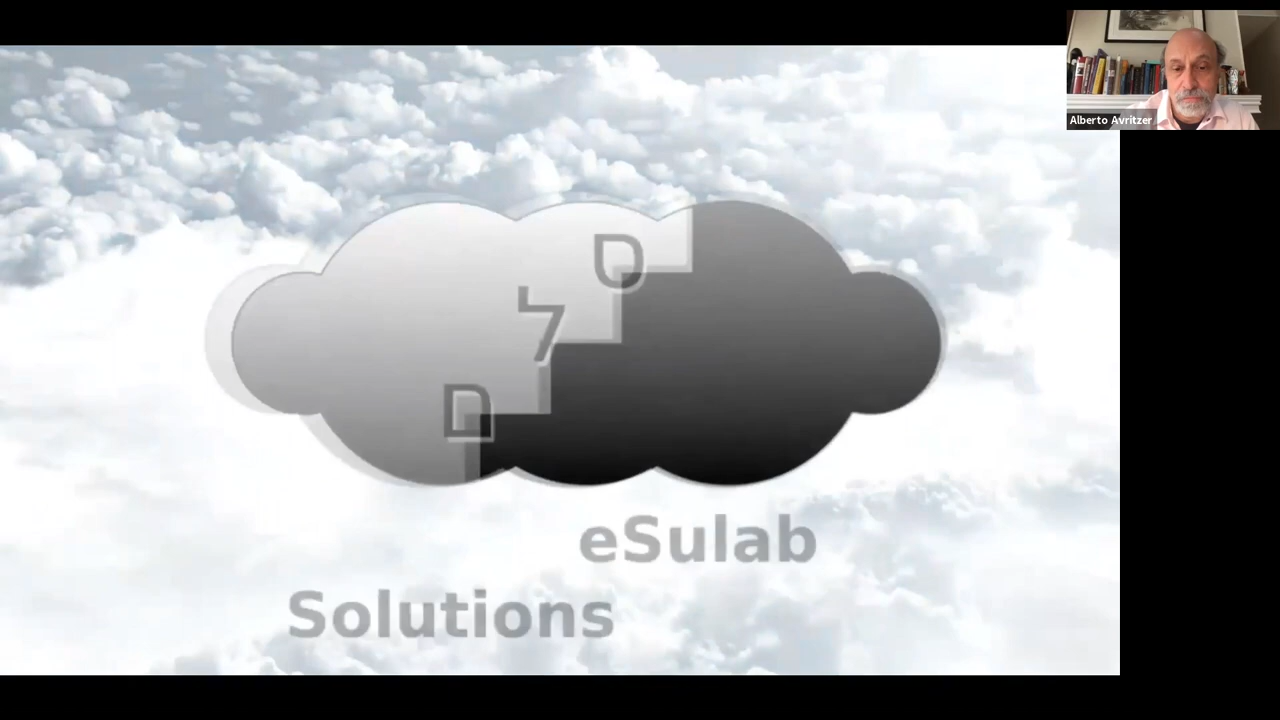 Alberto Avritzer
ס
ל
ם
eSulab
Solutions